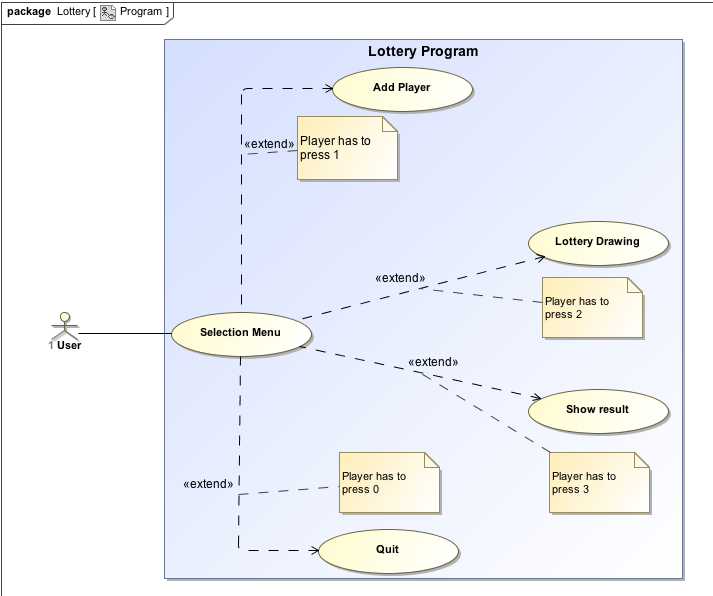 package Lottery [ Program ]
Lottery Program
Add Player
«extend»
Player has to
press 1
Lottery Drawing
«extend»
Player has to
press 2
Selection Menu
1 User
«extend»
Show result
Player has to
press 3
Player has to
press 0
«extend»
Quit